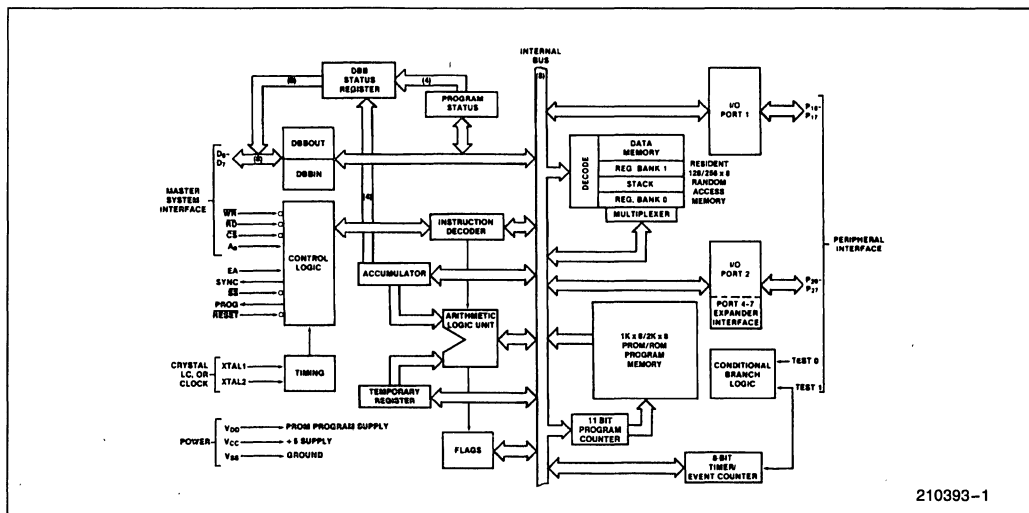 INTERNAL
BUS
(8)
DBB
STATUS
REGISTER
(8)
(4)
PROGRAM
STATUS
I/O
PORT 1
P10-
P17
DBBOUT
DBBIN
D0-
D7
(8)
MASTER
SYSTEM
INTERFACE
DECODE
DATA
MEMORY
REG. BANK 1
STACK
REG. BANK 0
MULTIPLEXER
RESIDENT
128/256 x 8
RANDOM
ACCESS
MEMORY
(4)
WR
RD
CS
A0
EA
SYNC
SS
PROG
RESET
CONTROL
LOGIC
INSTRUCTION
DECODER
PERIPHERAL
INTERFACE
ACCUMULATOR
I/O
PORT 2
PORT 4-7
EXPANDER
INTERFACE
P20-
P27
ARITHMETIC
LOGIC UNIT
1K x 8/2K x 8
PROM/ROM
PROGRAM
MEMORY
CRYSTAL
LC, OR
CLOCK
XTAL1
XTAL2
TIMING
TEMPORARY
REGISTER
CONDITIONAL
BRANCH
LOGIC
TEST 0
TEST 1
POWER
VDD
PROM PROGRAM SUPPLY
VCC
+ 5 SUPPLY
VSS
GROUND
FLAGS
11 BIT
PROGRAM
COUNTER
8-BIT
TIMER/
EVENT COUNTER
210393-1